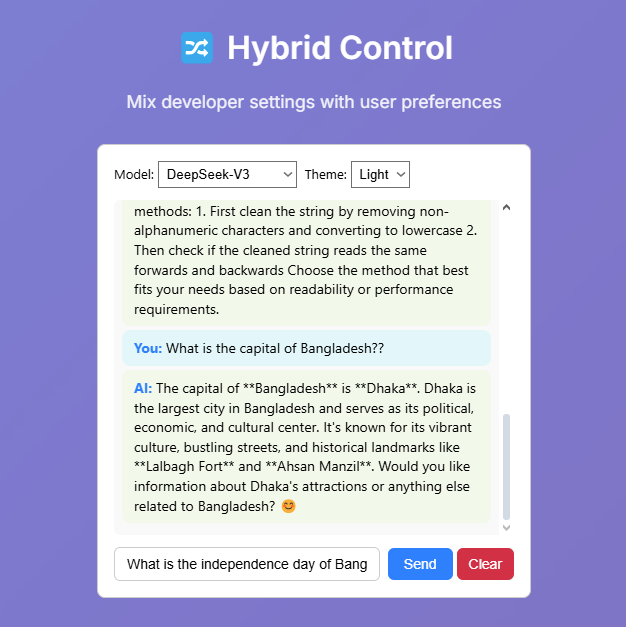 🔀 Hybrid Control
Mix developer settings with user preferences
Model: DeepSeek-V3 Theme: Light
methods: 1. First clean the string by removing non-
alphanumeric characters and converting to lowercase 2.
Then check if the cleaned string reads the same
forwards and backwards Choose the method that best
fits your needs based on readability or performance
requirements.
You: What is the capital of Bangladesh??
AI: The capital of **Bangladesh** is **Dhaka**. Dhaka is
the largest city in Bangladesh and serves as its political,
economic, and cultural center. It's known for its vibrant
culture, bustling streets, and historical landmarks like
**Lalbagh Fort** and **Ahsan Manzil**. Would you like
information about Dhaka's attractions or anything else
related to Bangladesh? 😊
What is the independence day of Bang
Send Clear